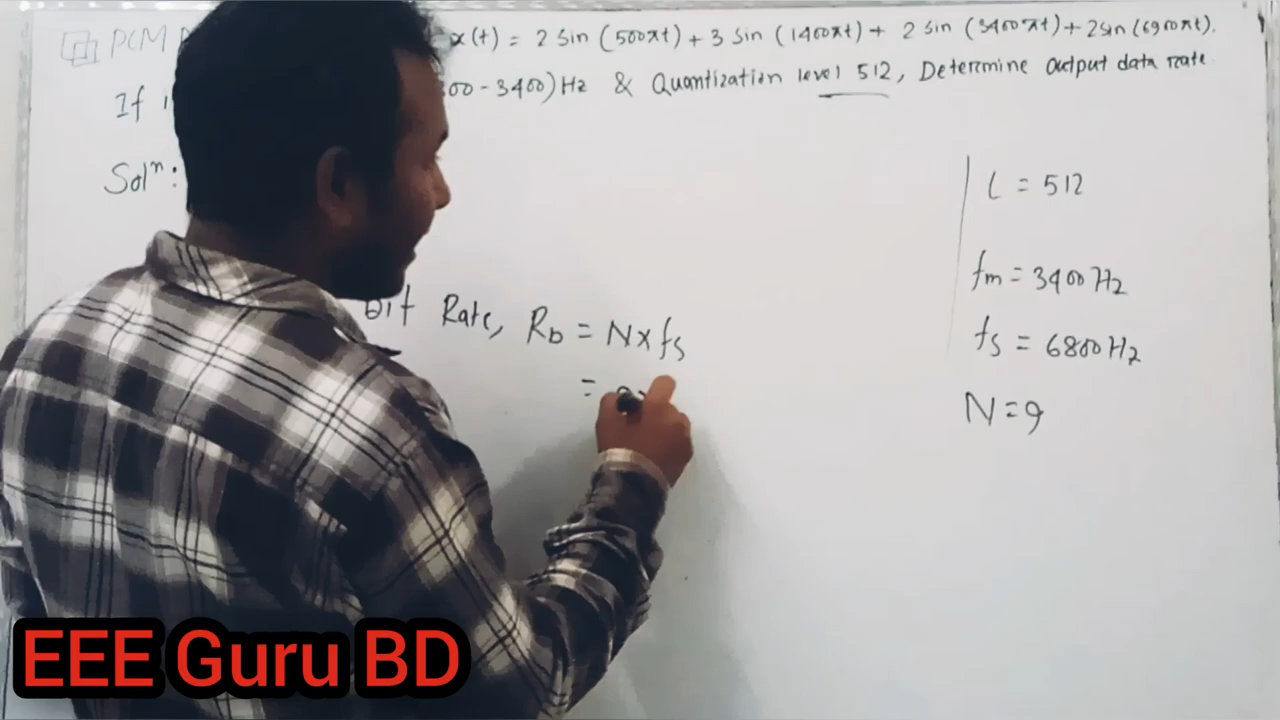 PCM x(t) = 2 sin (500πt) + 3 sin (1400πt) + 2 sin (3400πt) + 2 sin (6900πt).
If 00 - 3400) Hz & Quantization level 512, Determine output data rate
Solⁿ:
L = 512
fm = 3400 Hz
Bit Rate, Rb = N x fs
fs = 6800 Hz
=
N = 9
EEE Guru BD